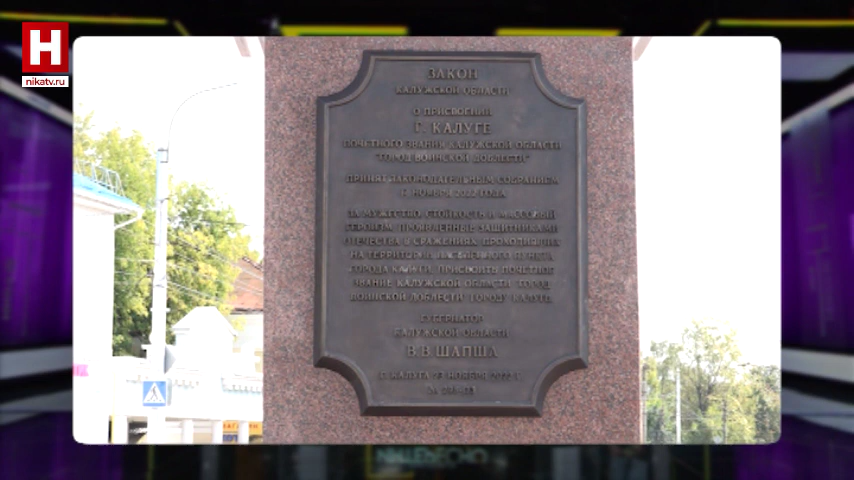 Н
nikatv.ru
ЗАКОН
КАЛУЖСКОЙ ОБЛАСТИ
О ПРИСВОЕНИИ
Г. КАЛУГЕ
ПОЧЕТНОГО ЗВАНИЯ КАЛУЖСКОЙ ОБЛАСТИ
"ГОРОД ВОИНСКОЙ ДОБЛЕСТИ"
ПРИНЯТ ЗАКОНОДАТЕЛЬНЫМ СОБРАНИЕМ
НОЯБРЯ 2022 ГОДА
ЗА МУЖЕСТВО, СТОЙКОСТЬ И МАССОВЫЙ
ГЕРОИЗМ, ПРОЯВЛЕННЫЕ ЗАЩИТНИКАМИ
ОТЕЧЕСТВА В СРАЖЕНИЯХ, ПРОХОДИВШИХ
НА ТЕРРИТОРИИ
ГОРОДА КАЛУГИ, ПРИСВОИТЬ ПОЧЕТНОЕ
ЗВАНИЕ КАЛУЖСКОЙ ОБЛАСТИ "ГОРОД
ВОИНСКОЙ ДОБЛЕСТИ" ГОРОДУ КАЛУГЕ.
ГУБЕРНАТОР
КАЛУЖСКОЙ ОБЛАСТИ
В.В. ШАПША
Г. КАЛУГА 23 НОЯБРЯ 2022 Г.